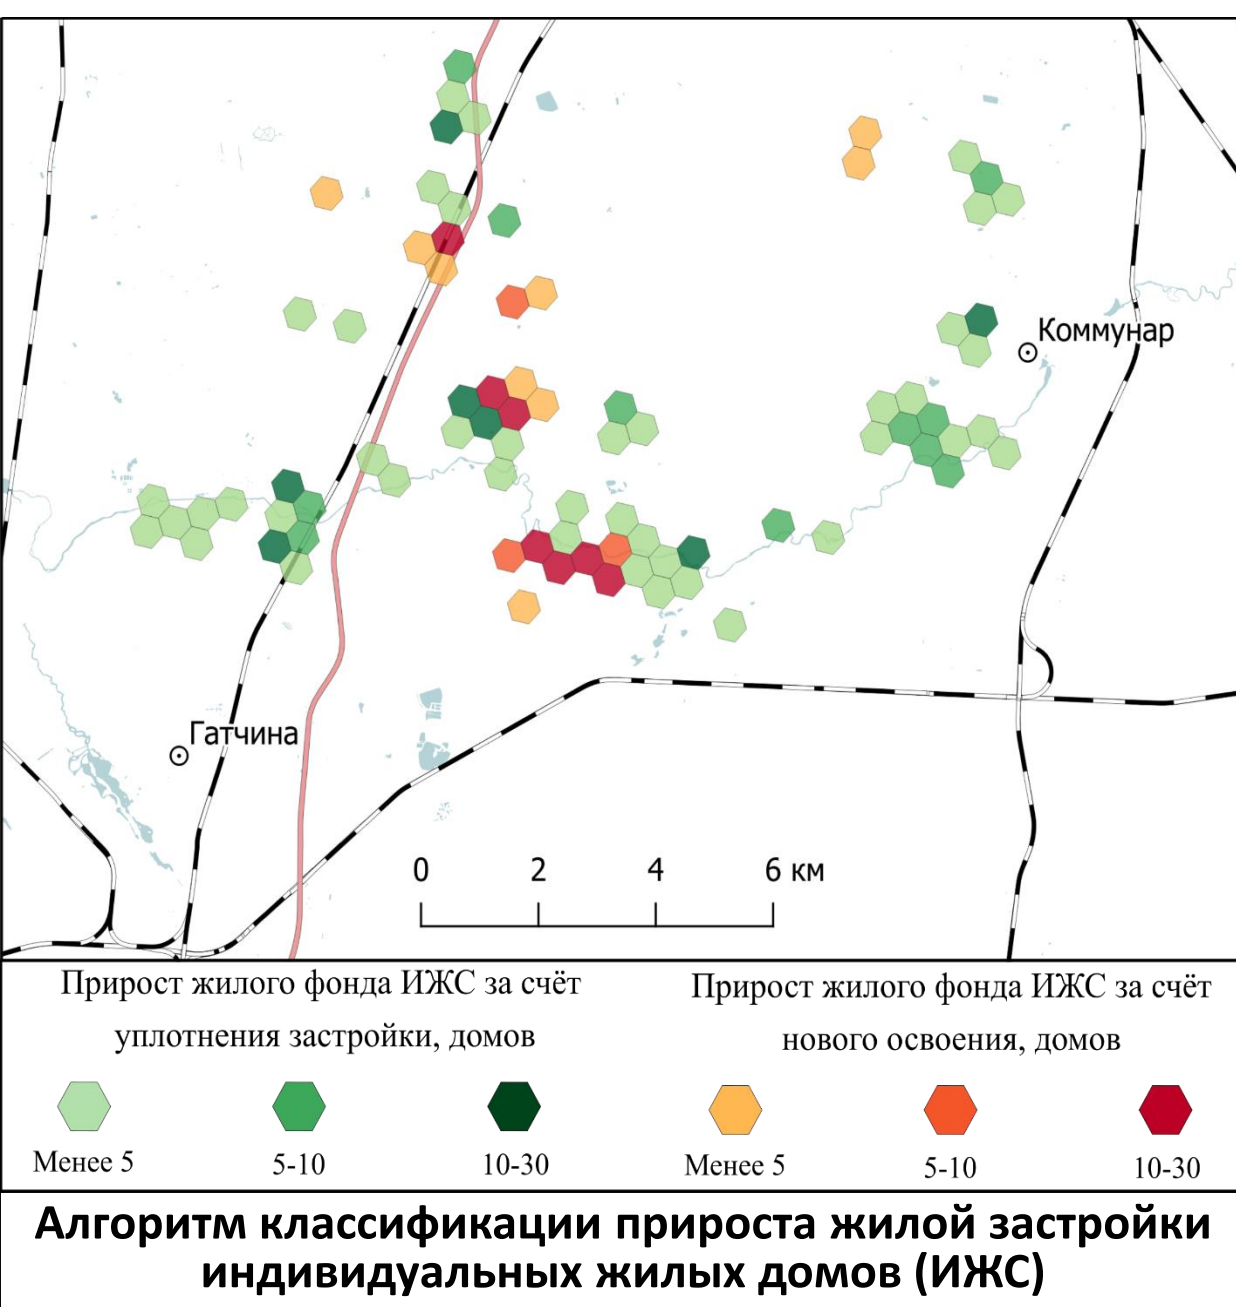 Коммунар
Гатчина
0 2 4 6 км
Прирост жилого фонда ИЖС за счёт
уплотнения застройки, домов
Менее 5 5-10 10-30
Прирост жилого фонда ИЖС за счёт
нового освоения, домов
Менее 5 5-10 10-30
Алгоритм классификации прироста жилой застройки
индивидуальных жилых домов (ИЖС)